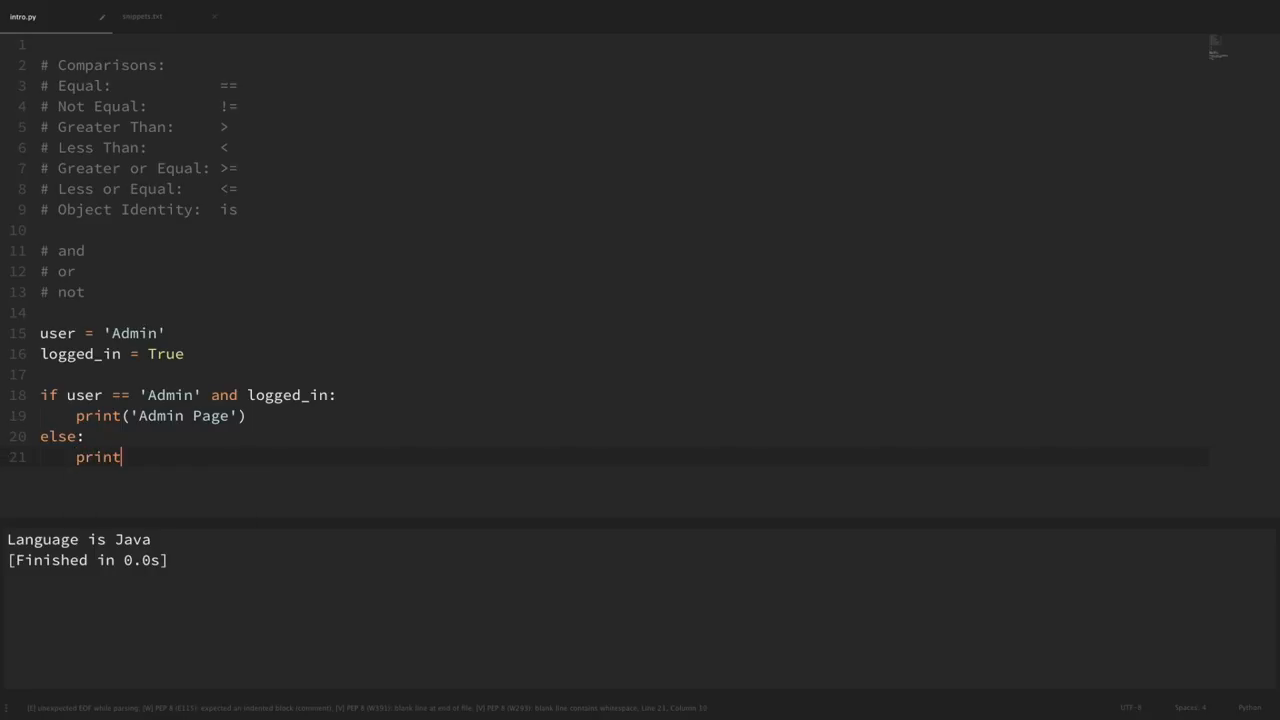 intro.py
snippets.txt
1
2 # Comparisons:
3 # Equal: ==
4 # Not Equal: !=
5 # Greater Than: >
6 # Less Than: <
7 # Greater or Equal: >=
8 # Less or Equal: <=
9 # Object Identity: is
10
11 # and
12 # or
13 # not
14
15 user = 'Admin'
16 logged_in = True
17
18 if user == 'Admin' and logged_in:
19 print('Admin Page')
20 else:
21 print
Language is Java
[Finished in 0.0s]
[E] unexpected EOF while parsing; [W] PEP 8 (E115): expected an indented block (comment), [V] PEP 8 (W391): blank line at end of file, [V] PEP 8 (W293): blank line contains whitespace, Line 21, Column 10
UTF-8
Spaces: 4
Python